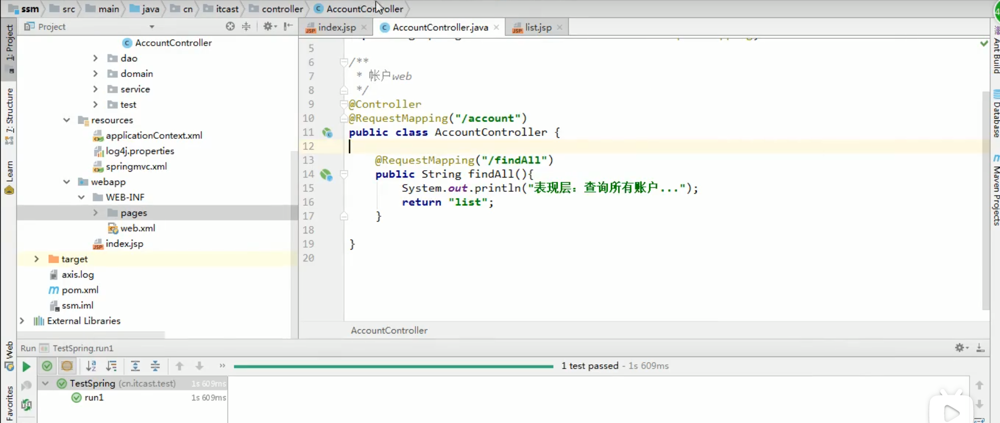 ssm src main java cn itcast controller AccountController
Project
index.jsp AccountController.java list.jsp
1: Project
7: Structure
Learn
Web
Favorites
AccountController
dao
domain
service
test
resources
applicationContext.xml
log4j.properties
springmvc.xml
webapp
WEB-INF
pages
web.xml
index.jsp
target
axis.log
pom.xml
ssm.iml
External Libraries
5
6 /**
7 * 帐户web
8 */
9 @Controller
10 @RequestMapping("/account")
11 public class AccountController {
12
13 @RequestMapping("/findAll")
14 public String findAll(){
15 System.out.println("表现层：查询所有账户...");
16 return "list";
17 }
18
19 }
20
AccountController
Ant Build
Database
Maven Projects
Run TestSpring.run1
1 test passed - 1s 609ms
TestSpring (cn.itcast.test) 1s 609ms
run1 1s 609ms